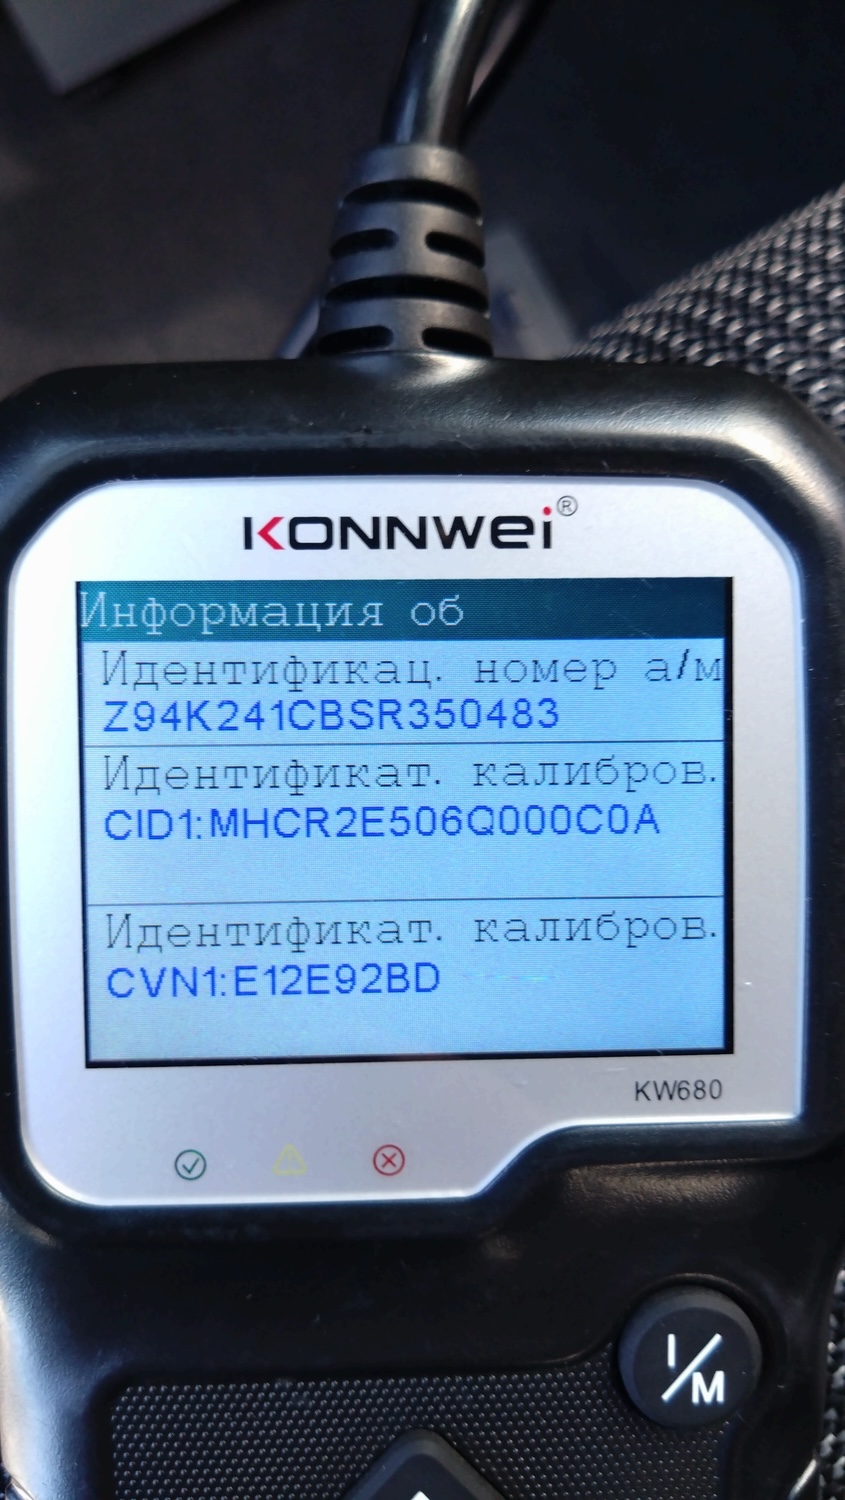 KONNWEI®
Информация об
Идентификац. номер а/м
Z94K241CBSR350483
Идентификат. калибров.
CID1:MHCR2E506Q000C0A
Идентификат. калибров.
CVN1:E12E92BD
KW680
I/M